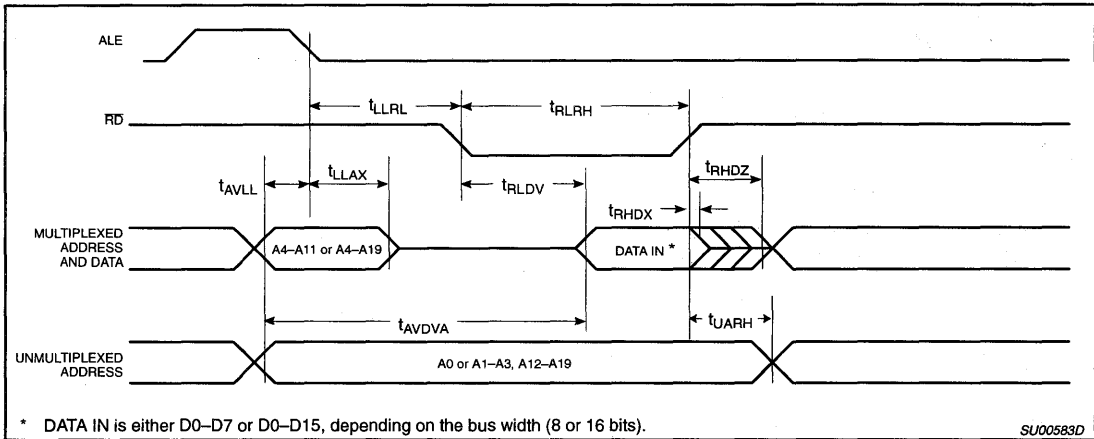 ALE
tLLRL
tRLRH
RD
tAVLL
tLLAX
tRLDV
tRHDZ
tRHDX
MULTIPLEXED
ADDRESS
AND DATA
A4–A11 or A4–A19
DATA IN *
tAVDVA
tUARH
UNMULTIPLEXED
ADDRESS
A0 or A1–A3, A12–A19
* DATA IN is either D0–D7 or D0–D15, depending on the bus width (8 or 16 bits).
SU00583D